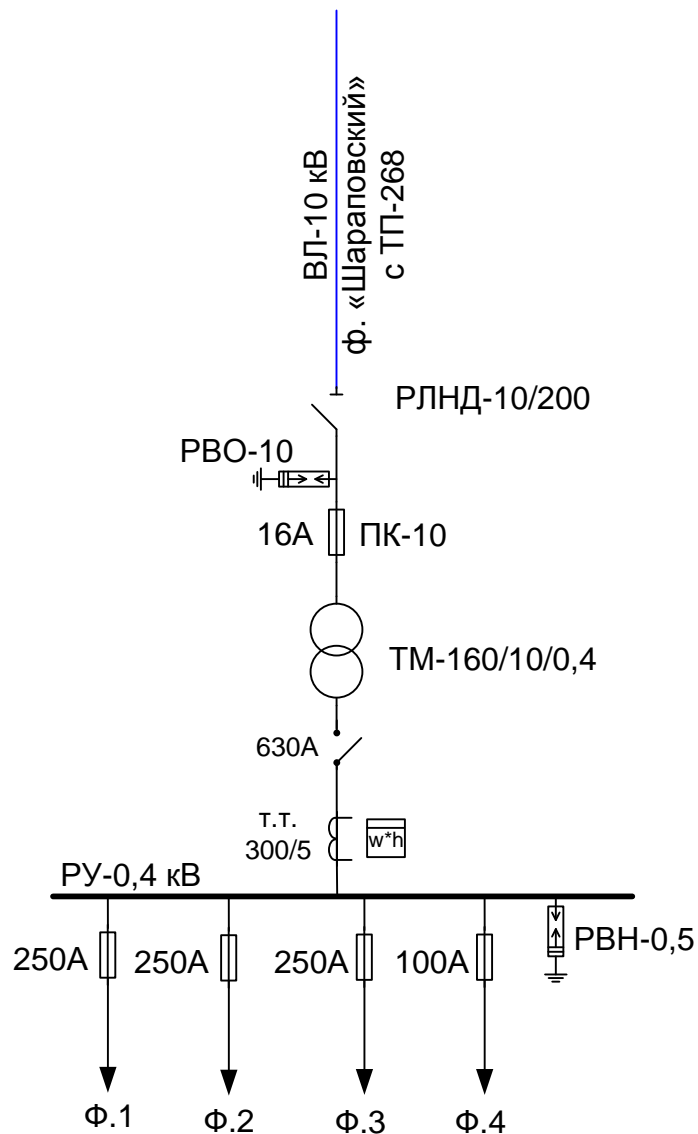 ВЛ-10 кВ
ф. «Шараповский»
с ТП-268
РЛНД-10/200
РВО-10
16А
ПК-10
ТМ-160/10/0,4
630А
т.т.
300/5
w*h
РУ-0,4 кВ
250А
250А
250А
100А
РВН-0,5
Ф.1
Ф.2
Ф.3
Ф.4